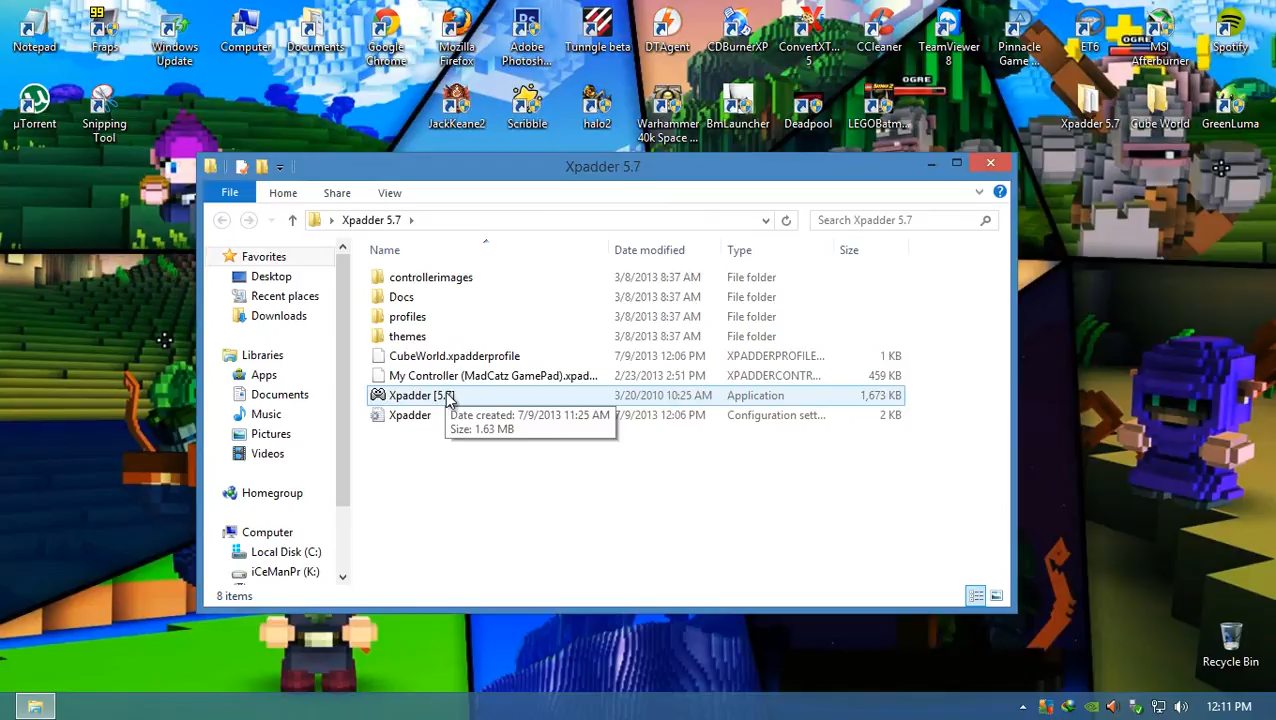 Notepad
Fraps
Windows Update
Computer
Documents
Google Chrome
Mozilla Firefox
Adobe Photosh...
Tunngle beta
DTAgent
CDBurnerXP
ConvertXT... 5
CCleaner
TeamViewer 8
Pinnacle Game ...
ET6
MSI Afterburner
Spotify
99
OGRE
OGRE
µTorrent
Snipping Tool
JackKeane2
Scribble
halo2
Warhammer 40k Space ...
BmLauncher
Deadpool
LEGOBatm...
Xpadder 5.7
Cube World
GreenLuma
Xpadder 5.7
File
Home
Share
View
Xpadder 5.7
Search Xpadder 5.7
Name
Date modified
Type
Size
Favorites
Desktop
Recent places
Downloads
Libraries
Apps
Documents
Music
Pictures
Videos
Homegroup
Computer
Local Disk (C:)
iCeManPr (K:)
controllerimages 3/8/2013 8:37 AM File folder
Docs 3/8/2013 8:37 AM File folder
profiles 3/8/2013 8:37 AM File folder
themes 3/8/2013 8:37 AM File folder
CubeWorld.xpadderprofile 7/9/2013 12:06 PM XPADDERPROFILE... 1 KB
My Controller (MadCatz GamePad).xpad... 2/23/2013 2:51 PM XPADDERCONTR... 459 KB
Xpadder [5. 3/20/2010 10:25 AM Application 1,673 KB
Xpadder 7/9/2013 12:06 PM Configuration sett... 2 KB
Date created: 7/9/2013 11:25 AM
Size: 1.63 MB
8 items
Recycle Bin
12:11 PM